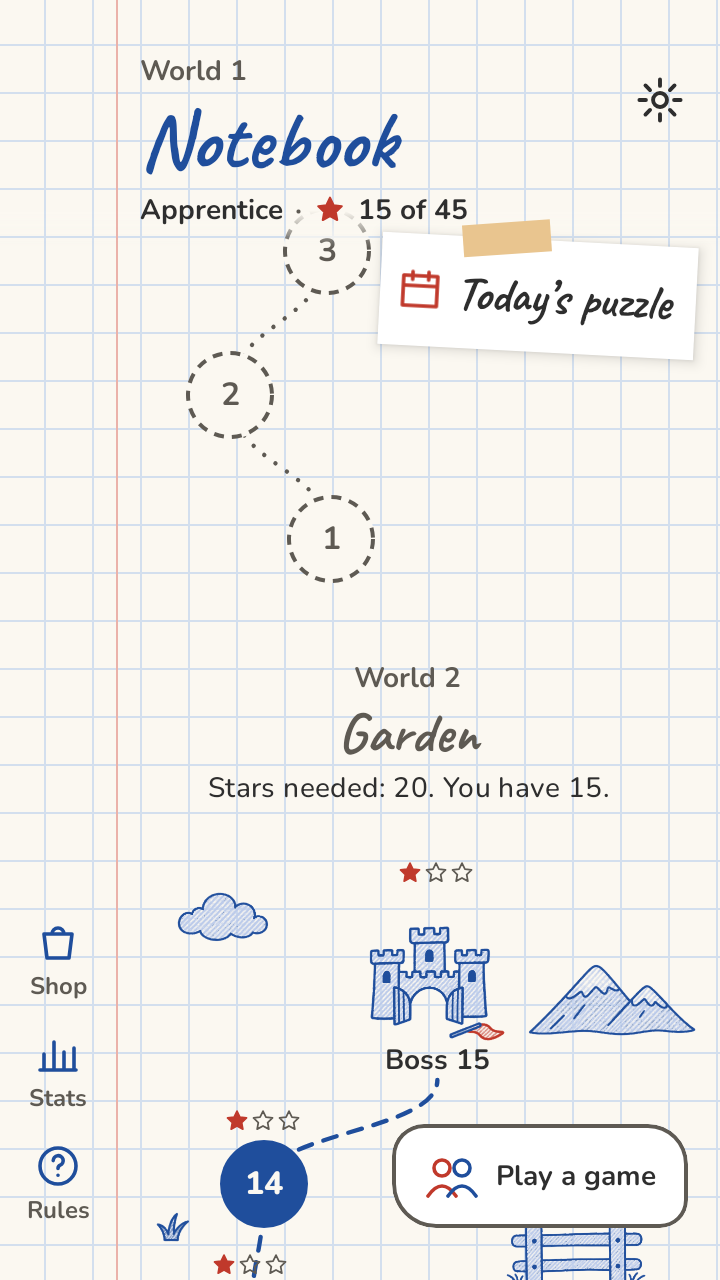 World 1
Notebook
Apprentice · 15 of 45
3
Today's puzzle
2
1
World 2
Garden
Stars needed: 20. You have 15.
Shop
Boss 15
Stats
14
Play a game
Rules